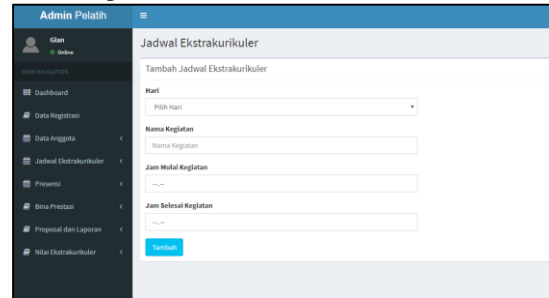 Admin Pelatih
Gian
Online
MAIN NAVIGATION
Dashboard
Data Registrasi
Data Anggota
Jadwal Ekstrakurikuler
Presensi
Bina Prestasi
Proposal dan Laporan
Nilai Ekstrakurikuler
Jadwal Ekstrakurikuler
Tambah Jadwal Ekstrakurikuler
Hari
Pilih Hari
Nama Kegiatan
Nama Kegiatan
Jam Mulai Kegiatan
--.--
Jam Selesai Kegiatan
--.--
Tambah